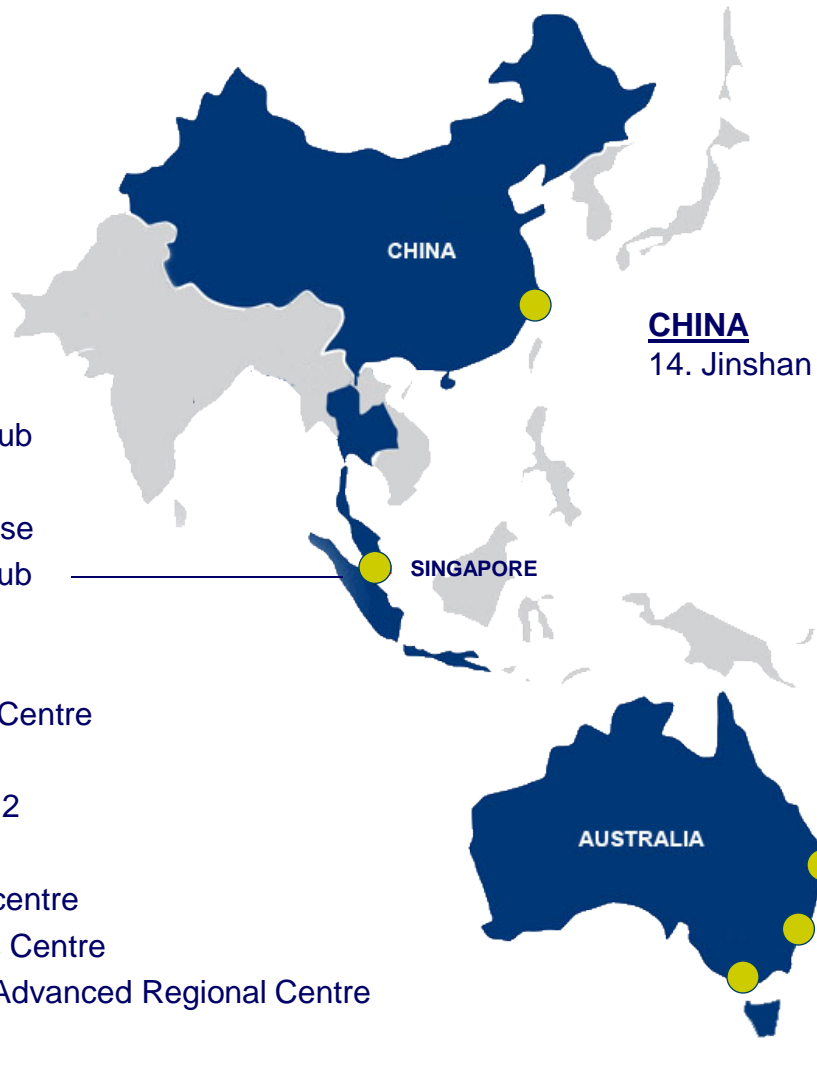 CHINA
CHINA
14. Jinshan
ub
se
ub
SINGAPORE
Centre
2
AUSTRALIA
centre
Centre
Advanced Regional Centre